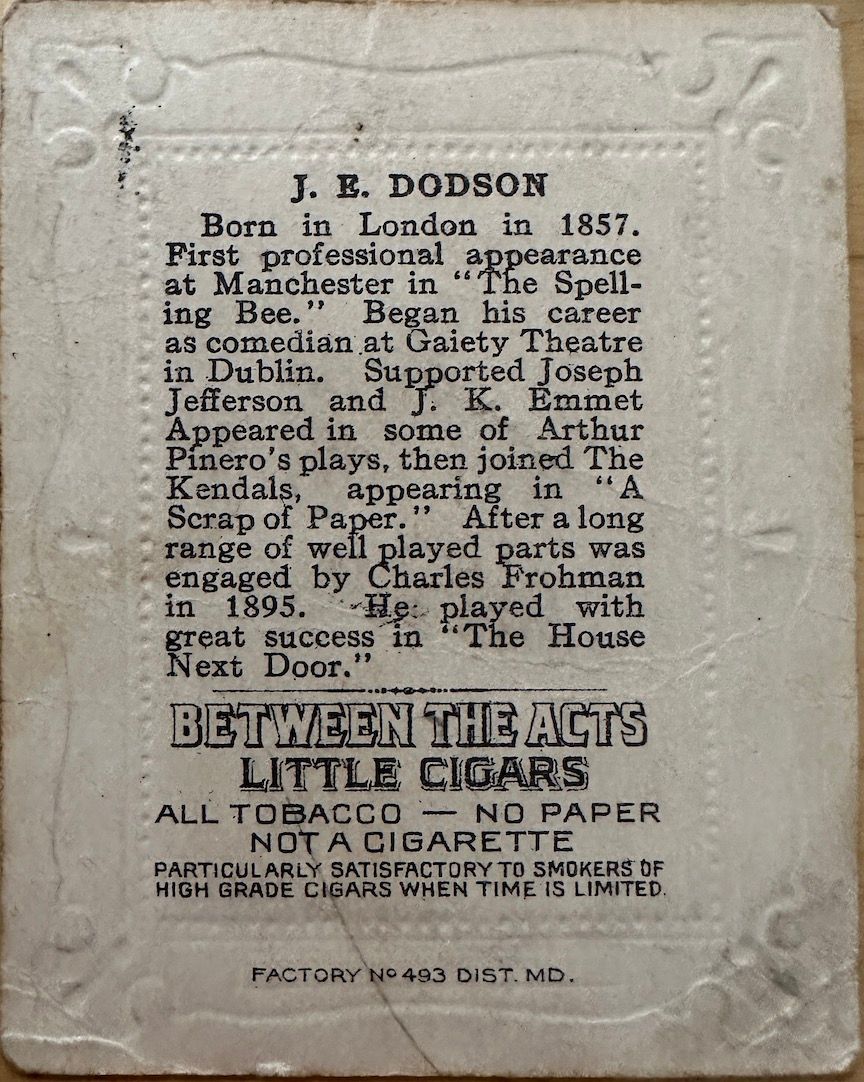 J. E. DODSON
Born in London in 1857.
First professional appearance
at Manchester in “The Spell-
ing Bee.” Began his career
as comedian at Gaiety Theatre
in Dublin. Supported Joseph
Jefferson and J. K. Emmet
Appeared in some of Arthur
Pinero’s plays, then joined The
Kendals, appearing in “A
Scrap of Paper.” After a long
range of well played parts was
engaged by Charles Frohman
in 1895. He played with
great success in “The House
Next Door.”
BETWEEN THE ACTS
LITTLE CIGARS
ALL TOBACCO — NO PAPER
NOT A CIGARETTE
PARTICULARLY SATISFACTORY TO SMOKERS OF
HIGH GRADE CIGARS WHEN TIME IS LIMITED.
FACTORY Nº 493 DIST. MD.